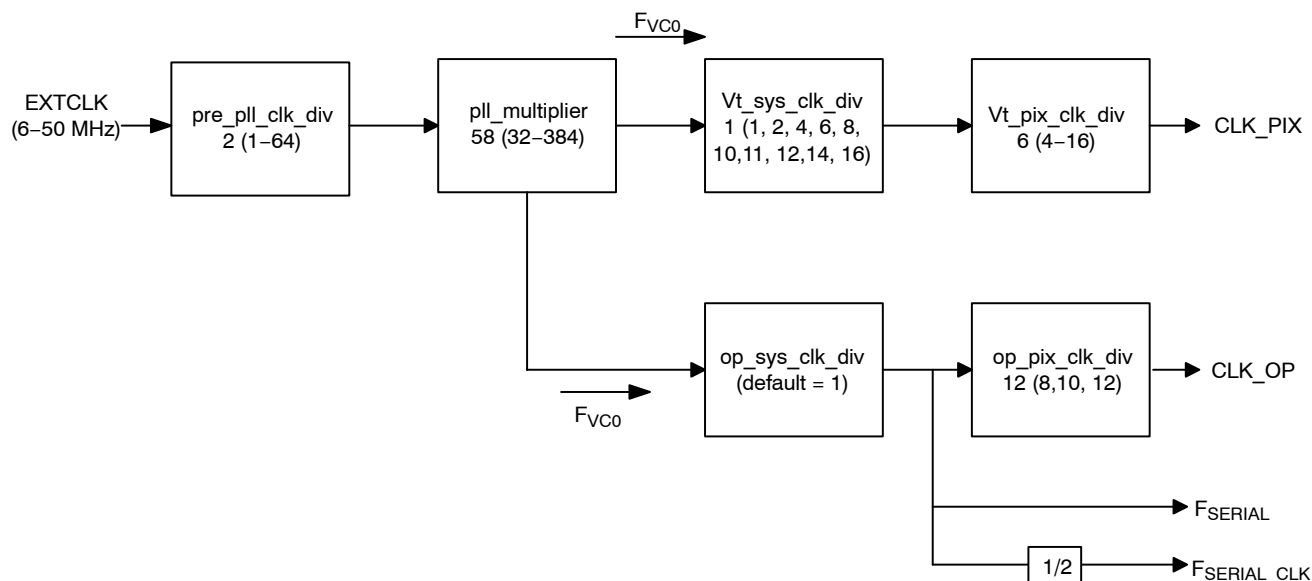 F_VC0
EXTCLK
(6–50 MHz)
pre_pll_clk_div
2 (1–64)
pll_multiplier
58 (32–384)
Vt_sys_clk_div
1 (1, 2, 4, 6, 8,
10,11, 12,14, 16)
Vt_pix_clk_div
6 (4–16)
CLK_PIX
op_sys_clk_div
(default = 1)
op_pix_clk_div
12 (8,10, 12)
CLK_OP
F_VC0
F_SERIAL
1/2
F_SERIAL_CLK